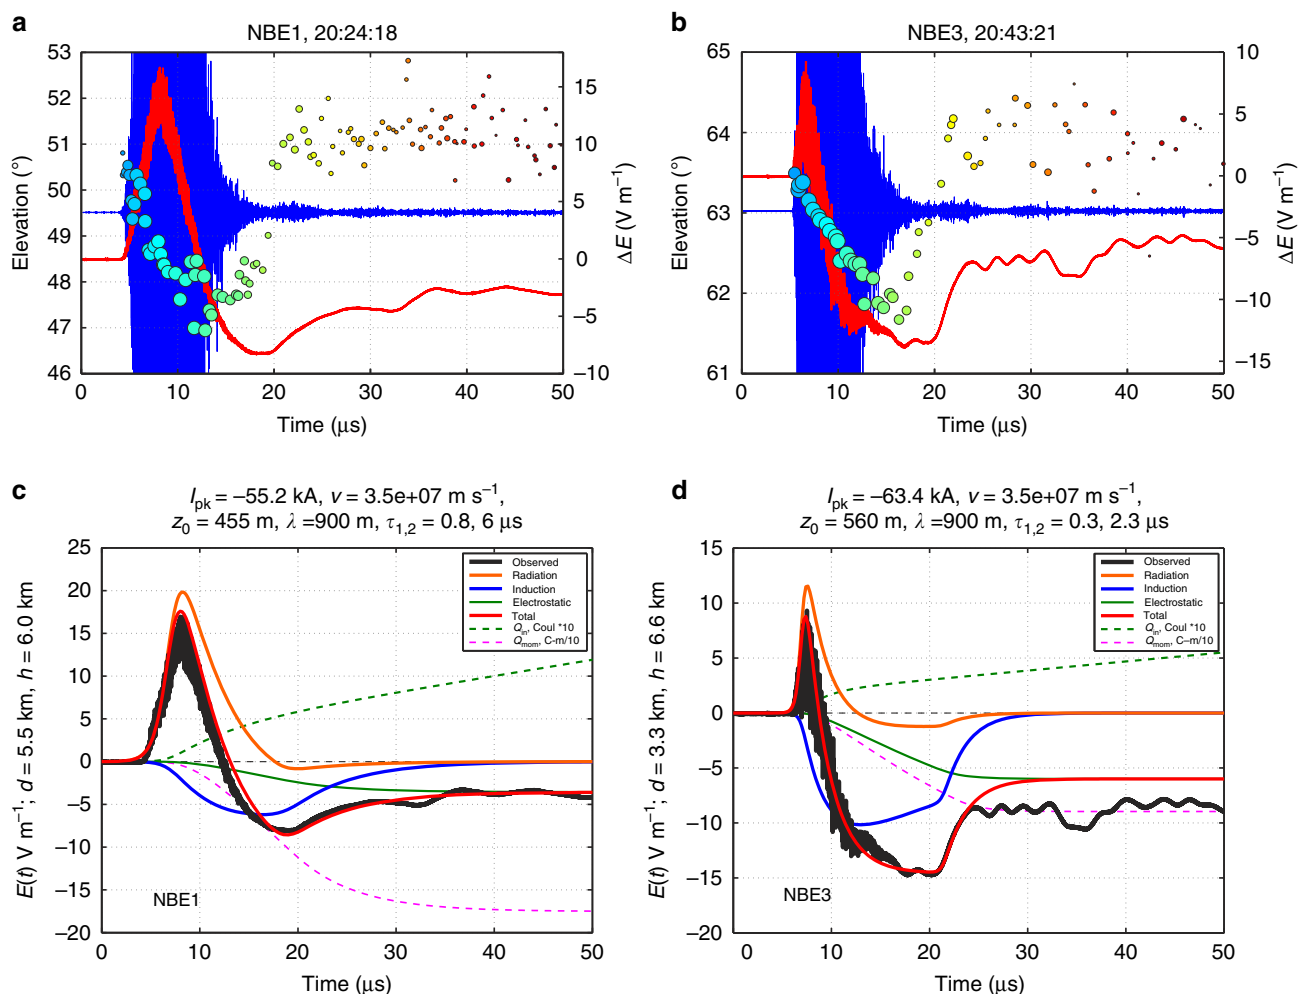 a
NBE1, 20:24:18
53
52
51
50
49
48
47
46
Elevation (°)
15
10
5
0
−5
−10
ΔE (V m⁻¹)
0 10 20 30 40 50
Time (μs)
b
NBE3, 20:43:21
65
64
63
62
61
Elevation (°)
10
5
0
−5
−10
−15
ΔE (V m⁻¹)
0 10 20 30 40 50
Time (μs)
c
I_pk = −55.2 kA, v = 3.5e+07 m s⁻¹,
z₀ = 455 m, λ =900 m, τ₁,₂ = 0.8, 6 μs
25
20
15
10
5
0
−5
−10
−15
−20
E(t) V m⁻¹; d = 5.5 km, h = 6.0 km
Observed
Radiation
Induction
Electrostatic
Total
Q_in, Coul *10
Q_mom, C-m/10
NBE1
0 10 20 30 40 50
Time (μs)
d
I_pk = −63.4 kA, v = 3.5e+07 m s⁻¹,
z₀ = 560 m, λ =900 m, τ₁,₂ = 0.3, 2.3 μs
15
10
5
0
−5
−10
−15
−20
E(t) V m⁻¹; d = 3.3 km, h = 6.6 km
Observed
Radiation
Induction
Electrostatic
Total
Q_in, Coul *10
Q_mom, C–m/10
NBE3
0 10 20 30 40 50
Time (μs)